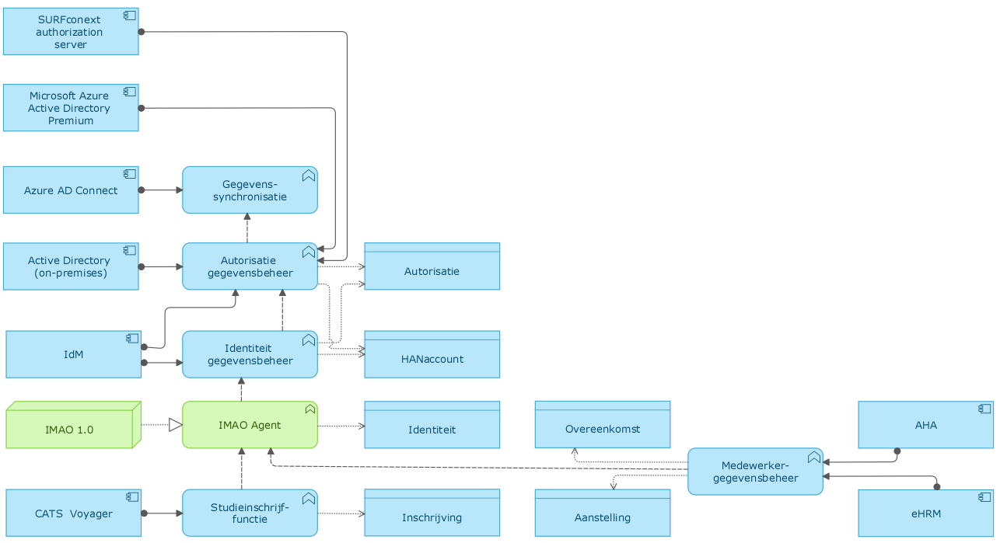 SURFconext
authorization
server
Microsoft Azure
Active Directory
Premium
Azure AD Connect
Gegevens-
synchronisatie
Active Directory
(on-premises)
Autorisatie
gegevensbeheer
Autorisatie
IdM
Identiteit
gegevensbeheer
HANaccount
IMAO 1.0
IMAO Agent
Identiteit
Overeenkomst
AHA
Medewerker-
gegevensbeheer
CATS  Voyager
Studieinschrijf-
functie
Inschrijving
Aanstelling
eHRM